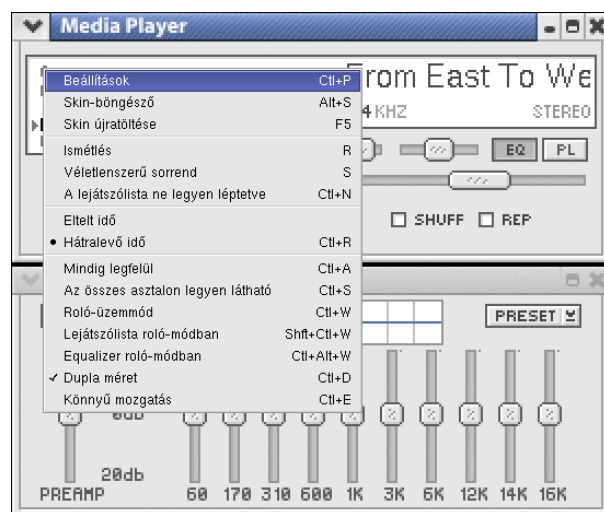 Media Player
From East To We
4 KHZ STEREO
EQ PL
SHUFF REP
Beállítások Ctl+P
Skin-böngésző Alt+S
Skin újratöltése F5
Ismétlés R
Véletlenszerű sorrend S
A lejátszólista ne legyen léptetve Ctl+N
Eltelt idő
Hátralevő idő Ctl+R
Mindig legfelül Ctl+A
Az összes asztalon legyen látható Ctl+S
Roló-üzemmód Ctl+W
Lejátszólista roló-módban Shft+Ctl+W
Equalizer roló-módban Ctl+Alt+W
Dupla méret Ctl+D
Könnyű mozgatás Ctl+E
PRESET
0db
20db
PREAMP 60 170 310 600 1K 3K 6K 12K 14K 16K